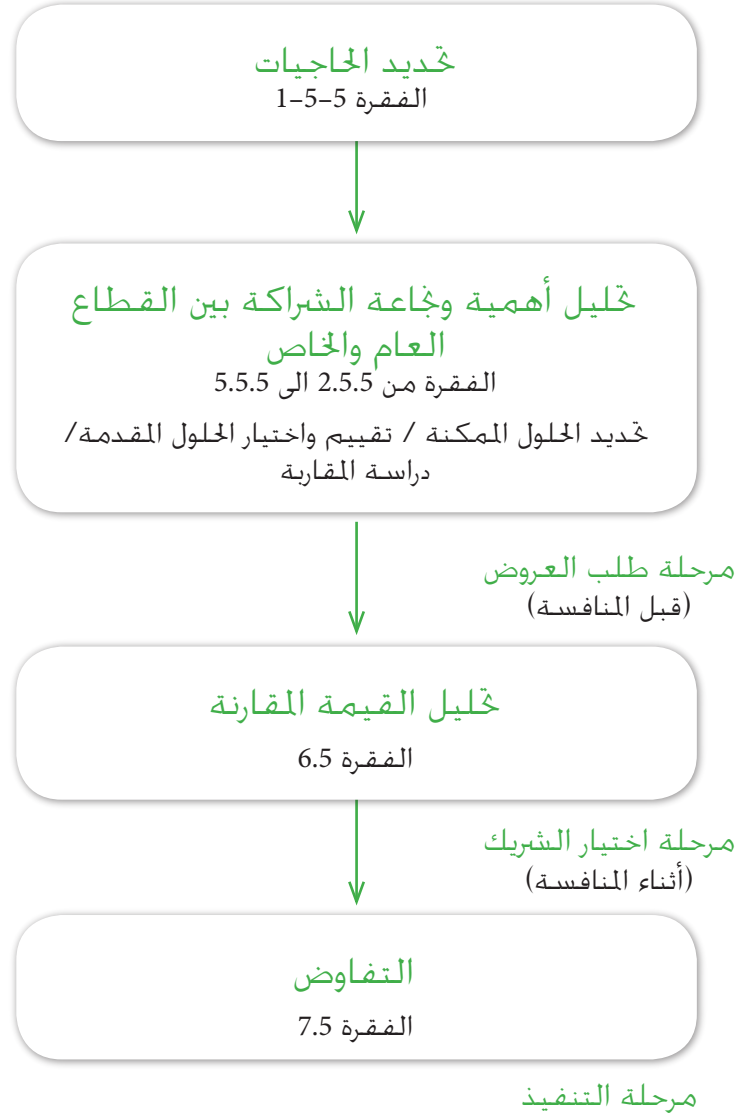 تحديد الحاجيات
الفقرة 5-5-1
تحليل أهمية ونجاعة الشراكة بين القطاع
العام والخاص
الفقرة من 2.5.5 الى 5.5.5
تحديد الحلول الممكنة / تقييم واختيار الحلول المقدمة/
دراسة المقاربة
مرحلة طلب العروض
(قبل المنافسة)
تحليل القيمة المقارنة
الفقرة 6.5
مرحلة اختيار الشريك
(أثناء المنافسة)
التفاوض
الفقرة 7.5
مرحلة التنفيذ